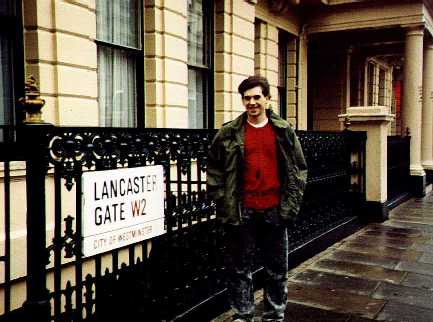 LANCASTER
GATE W2
CITY OF WESTMINSTER